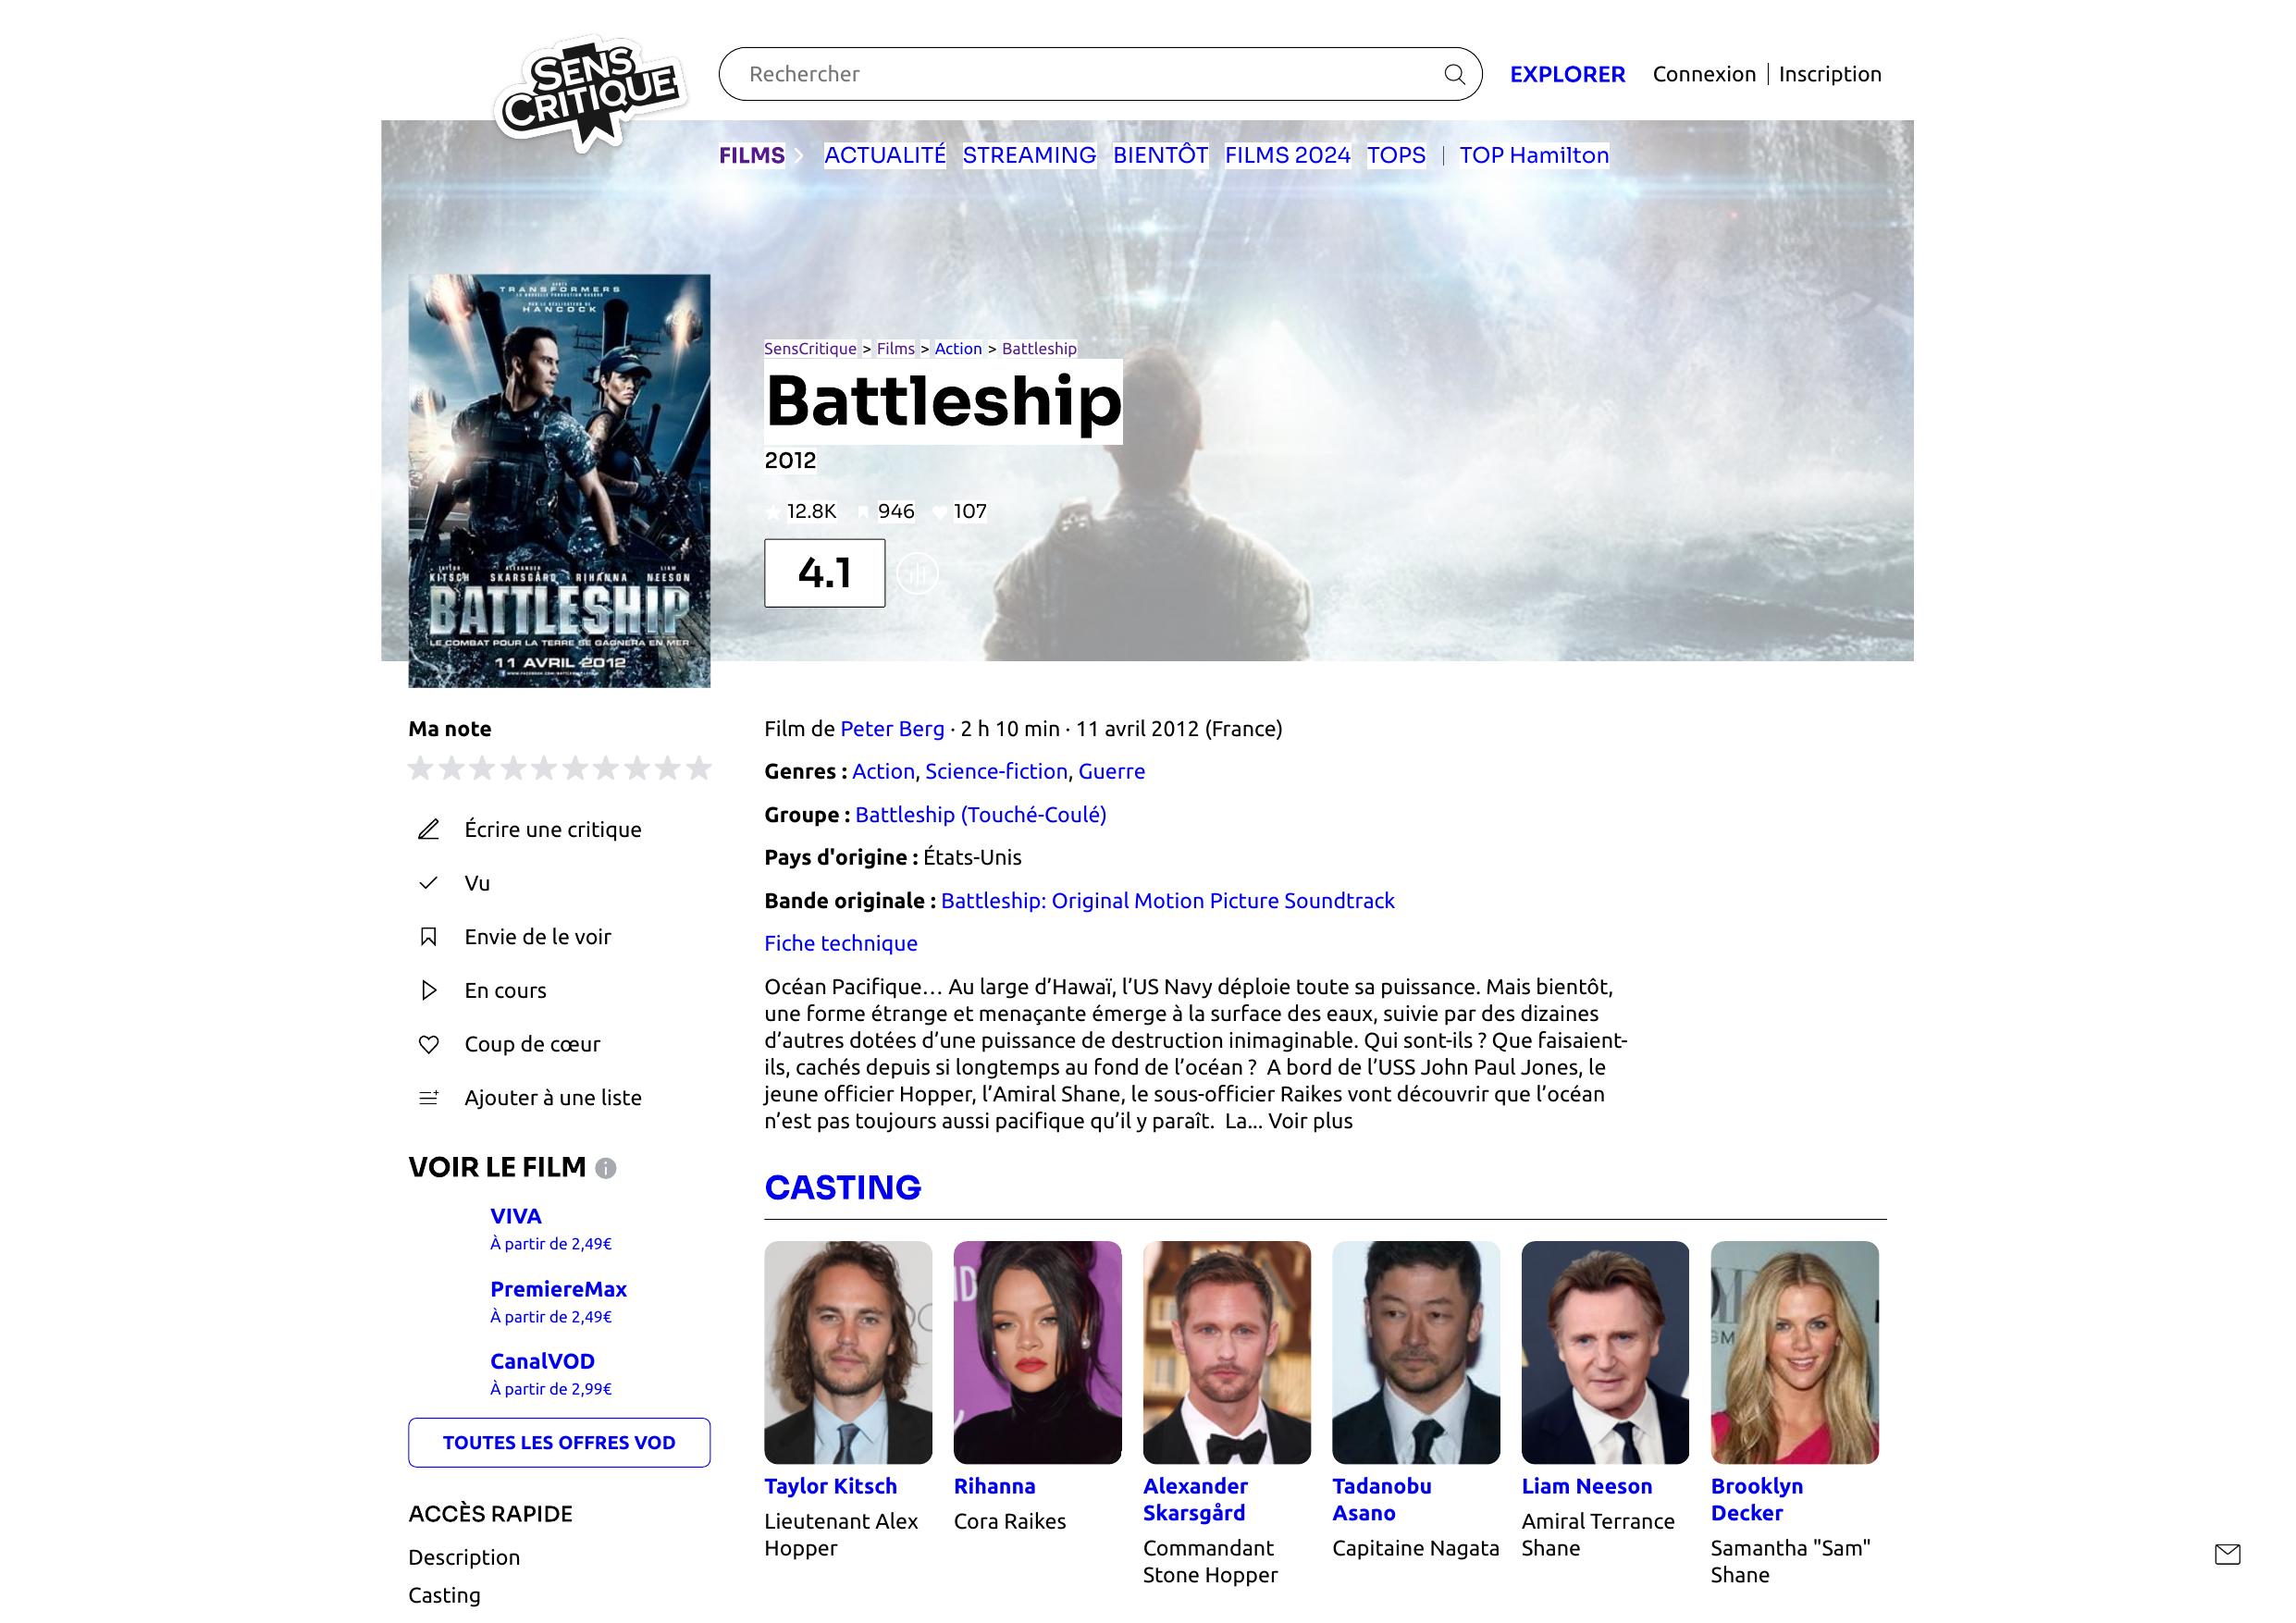 SENS CRITIQUE
Rechercher
EXPLORER
Connexion
Inscription
FILMS
ACTUALITÉ
STREAMING
BIENTÔT
FILMS 2024
TOPS
TOP Hamilton
TRANSFORMERS
HANCOCK
KITSCH SKARSGÅRD RIHANNA NEESON
BATTLESHIP
LE COMBAT POUR LA TERRE SE GAGNERA EN MER
11 AVRIL 2012
SensCritique > Films > Action > Battleship
Battleship
2012
12.8K 946 107
4.1
Ma note
Écrire une critique
Vu
Envie de le voir
En cours
Coup de cœur
Ajouter à une liste
VOIR LE FILM
VIVA
À partir de 2,49€
PremiereMax
À partir de 2,49€
CanalVOD
À partir de 2,99€
TOUTES LES OFFRES VOD
ACCÈS RAPIDE
Description
Casting
Film de Peter Berg · 2 h 10 min · 11 avril 2012 (France)
Genres : Action, Science-fiction, Guerre
Groupe : Battleship (Touché-Coulé)
Pays d'origine : États-Unis
Bande originale : Battleship: Original Motion Picture Soundtrack
Fiche technique
Océan Pacifique… Au large d’Hawaï, l’US Navy déploie toute sa puissance. Mais bientôt,
une forme étrange et menaçante émerge à la surface des eaux, suivie par des dizaines
d’autres dotées d’une puissance de destruction inimaginable. Qui sont-ils ? Que faisaient-
ils, cachés depuis si longtemps au fond de l’océan ?  A bord de l’USS John Paul Jones, le
jeune officier Hopper, l’Amiral Shane, le sous-officier Raikes vont découvrir que l’océan
n’est pas toujours aussi pacifique qu’il y paraît.  La... Voir plus
CASTING
Taylor Kitsch
Lieutenant Alex
Hopper
Rihanna
Cora Raikes
Alexander
Skarsgård
Commandant
Stone Hopper
Tadanobu
Asano
Capitaine Nagata
Liam Neeson
Amiral Terrance
Shane
Brooklyn
Decker
Samantha "Sam"
Shane